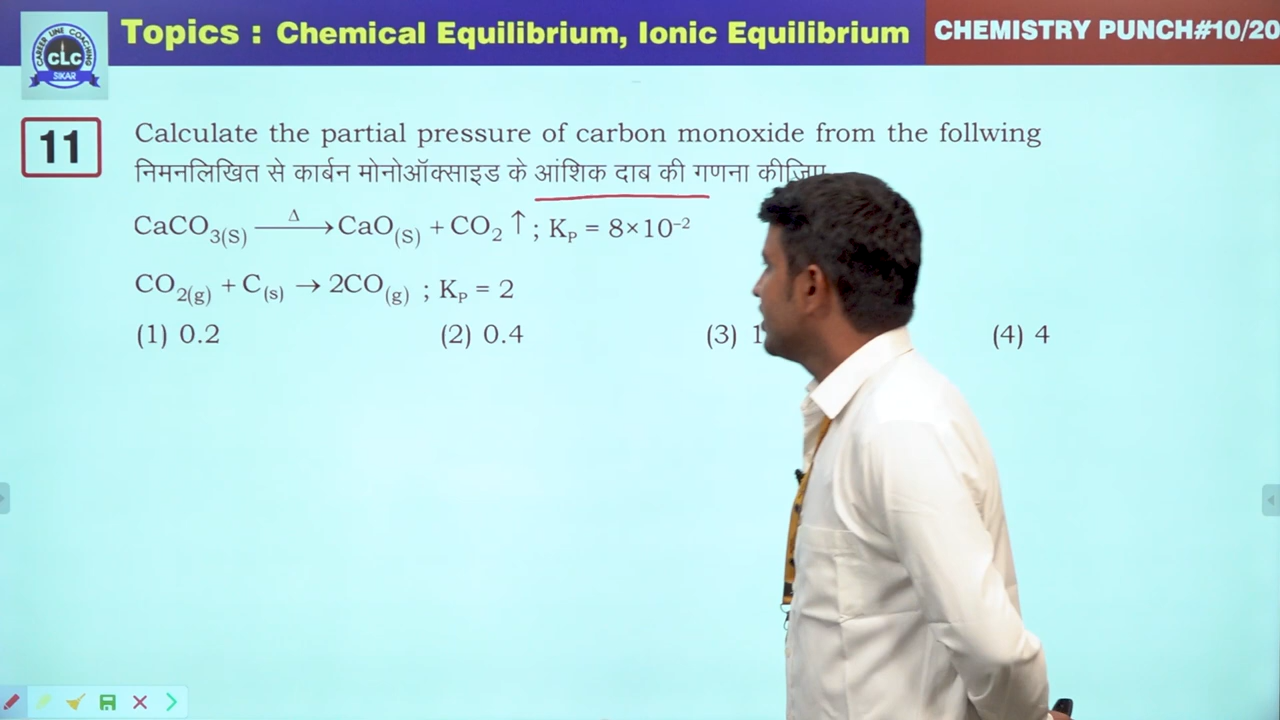 Topics : Chemical Equilibrium, Ionic Equilibrium
CHEMISTRY PUNCH#10/20
CAREER LINE COACHING
CLC
SIKAR
11
Calculate the partial pressure of carbon monoxide from the follwing
निमनलिखित से कार्बन मोनोऑक्साइड के आंशिक दाब की गणना कीजिए
CaCO₃(S) —Δ→ CaO(S) + CO₂ ↑ ; Kₚ = 8×10⁻²
CO₂(g) + C(s) → 2CO(g) ; Kₚ = 2
(1) 0.2 (2) 0.4 (3) 1 (4) 4